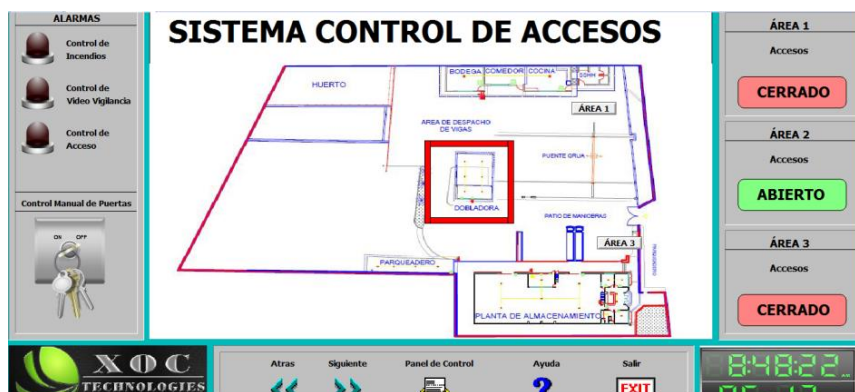 ALARMAS
Control de
Incendios
Control de
Video Vigilancia
Control de
Acceso
Control Manual de Puertas
ON OFF
SISTEMA CONTROL DE ACCESOS
HUERTO
BODEGA COMEDOR COCINA
SSHH
ÁREA 1
AREA DE DESPACHO
DE VIGAS
PUENTE GRUA
DOBLADORA
PATIO DE MANIOBRAS
ÁREA 3
PARQUEADERO
PLANTA DE ALMACENAMIENTO
ÁREA 1
Accesos
CERRADO
ÁREA 2
Accesos
ABIERTO
ÁREA 3
Accesos
CERRADO
XOC
TECHNOLOGIES
Atras Siguiente Panel de Control Ayuda Salir
EXIT
8:48:22